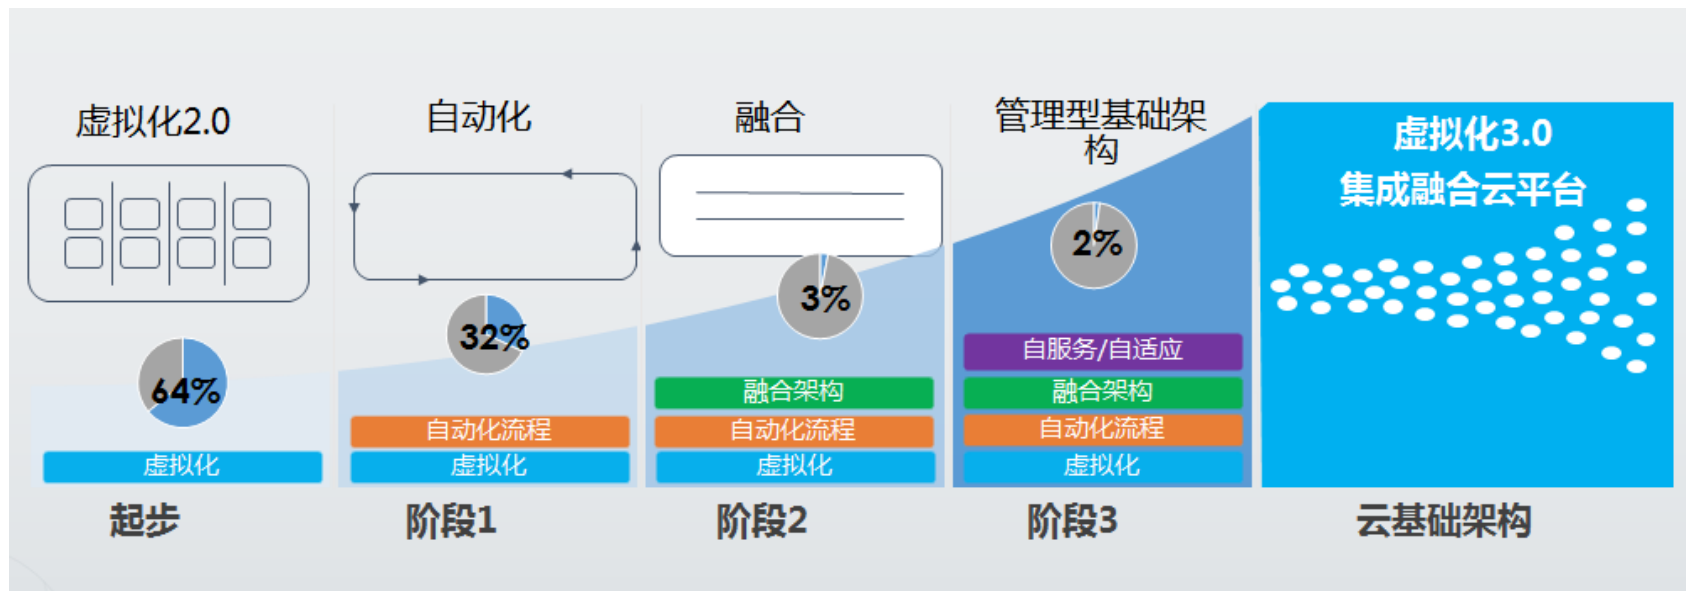 虚拟化2.0
64%
虚拟化
起步
自动化
32%
自动化流程
虚拟化
阶段1
融合
3%
融合架构
自动化流程
虚拟化
阶段2
管理型基础架
构
2%
自服务/自适应
融合架构
自动化流程
虚拟化
阶段3
虚拟化3.0
集成融合云平台
云基础架构